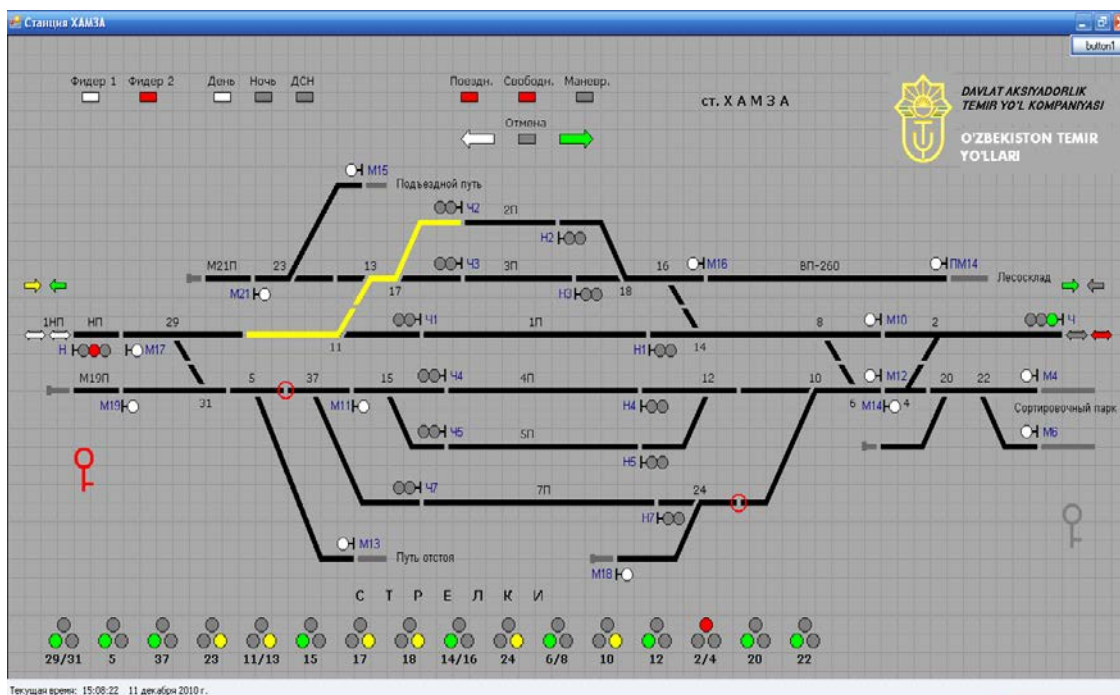 Станция ХАМЗА
button1
Фидер 1 Фидер 2 День Ночь ДСН Поездн. Свободн. Маневр.
ст. Х А М З А
DAVLAT AKSIYADORLIK
TEMIR YO'L KOMPANIYASI
Отмена
O'ZBEKISTON TEMIR
YO'LLARI
М15
Подъездной путь
Ч2 2П
Н2
М21П 23 13 Ч3 3П 16 М16 ВП-260 ПМ14
Лесосклад
М21 17 Н3 18
1НП НП 29 Ч1 1П 8 М10 2 Ч
Н М17 11 Н1 14
М19П 5 37 15 Ч4 4П 12 10 М12 20 22 М4
М19 31 М11 Н4 6 М14 4 Сортировочный парк
Ч5 5П М6
Н5
Ч7 7П 24
Н7
М13
Путь отстоя
М18
С Т Р Е Л К И
29/31 5 37 23 11/13 15 17 18 14/16 24 6/8 10 12 2/4 20 22
Текущая время: 15:08:22 11 декабря 2010 г.